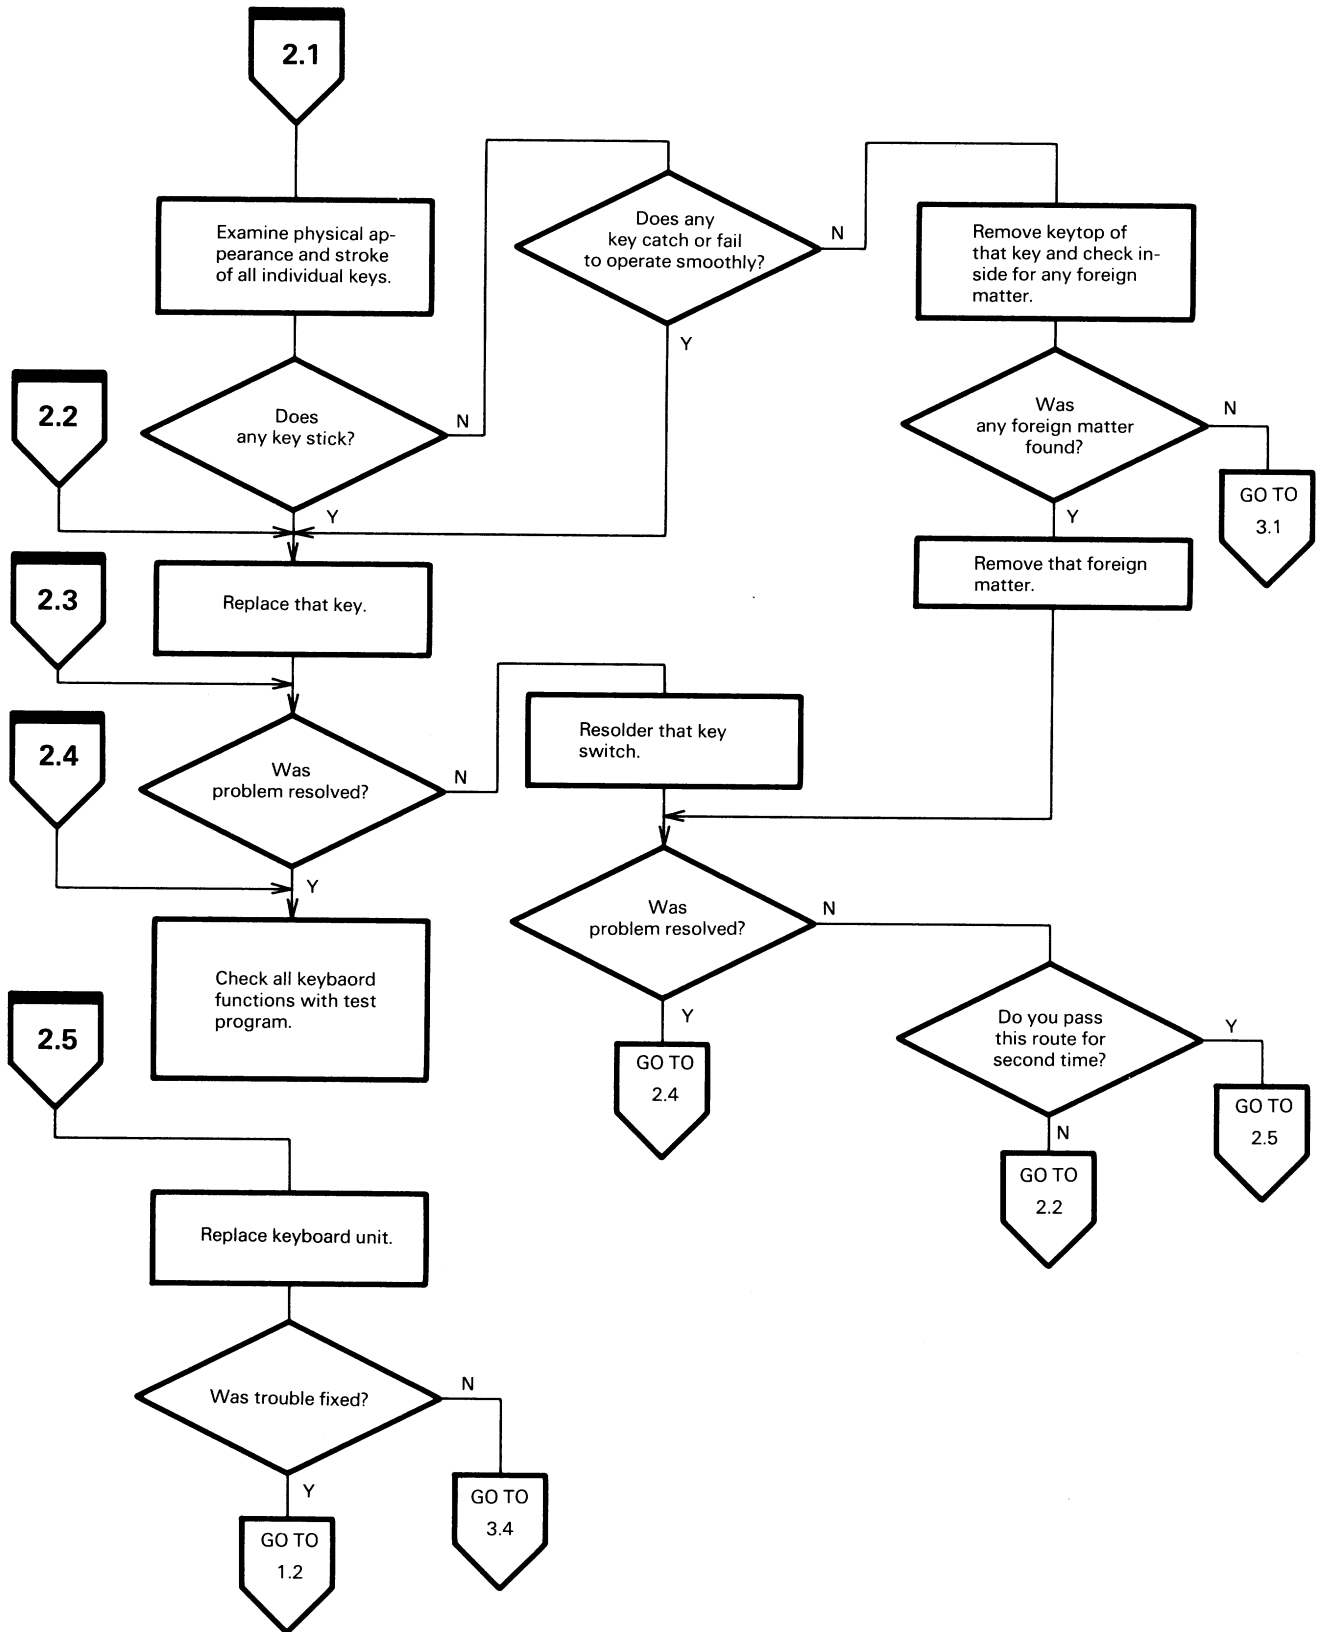 2.1
Examine physical ap-
pearance and stroke
of all individual keys.
Does
any key stick?
N
Y
Does any
key catch or fail
to operate smoothly?
N
Y
Remove keytop of
that key and check in-
side for any foreign
matter.
Was
any foreign matter
found?
N
GO TO
3.1
Y
Remove that foreign
matter.
2.2
Replace that key.
2.3
Was
problem resolved?
N
Y
Resolder that key
switch.
Was
problem resolved?
N
Y
GO TO
2.4
Do you pass
this route for
second time?
Y
GO TO
2.5
N
GO TO
2.2
2.4
Check all keybaord
functions with test
program.
2.5
Replace keyboard unit.
Was trouble fixed?
N
GO TO
3.4
Y
GO TO
1.2